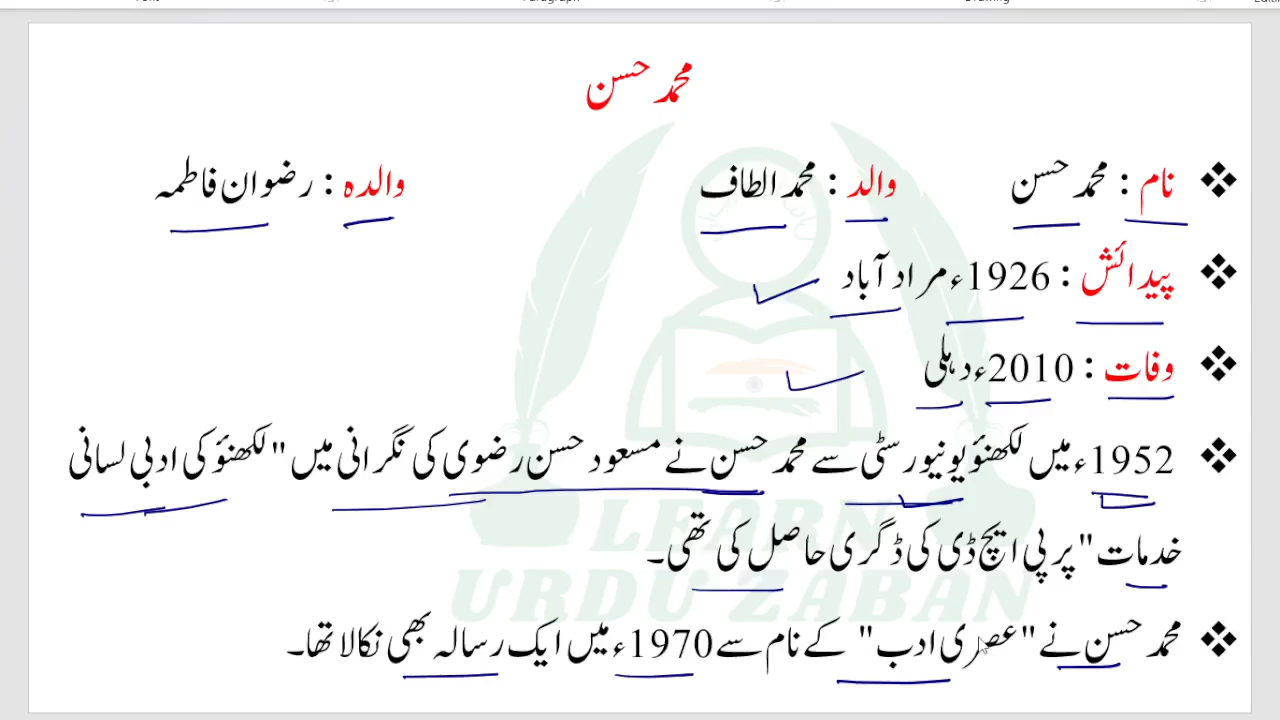 محمد حسن
نام : محمد حسن والد : محمد الطاف والدہ : رضوان فاطمہ
پیدائش : 1926ء مراد آباد
وفات : 2010ء دہلی
1952ء میں لکھنؤ یونیورسٹی سے محمد حسن نے مسعود حسن رضوی کی نگرانی میں "لکھنؤ کی ادبی لسانی
خدمات" پر پی ایچ ڈی کی ڈگری حاصل کی تھی۔
محمد حسن نے "عصری ادب" کے نام سے 1970ء میں ایک رسالہ بھی نکالا تھا۔
LEARN
URDU ZABAN